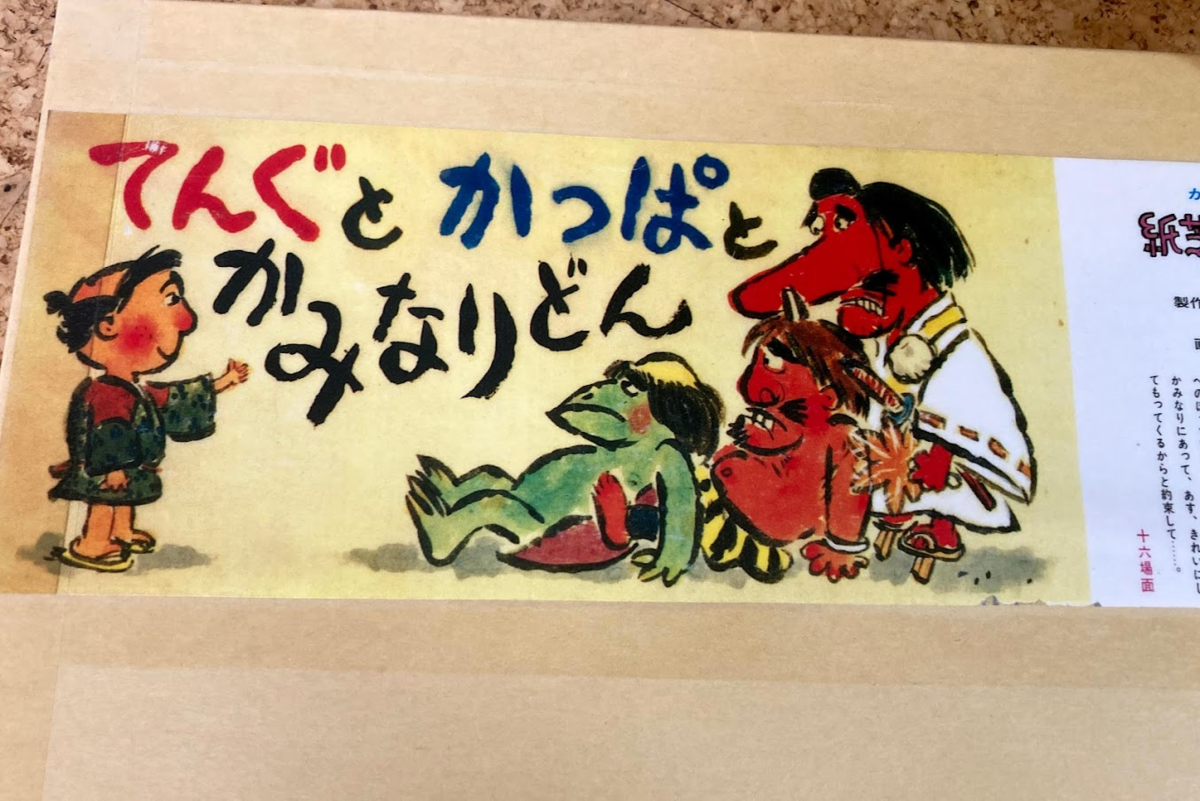 てんぐと かっぱと
かみなりどん
製作
画
かみなりにあって、あす、きれいにし
てもってくるからと約束して……。
十六場面